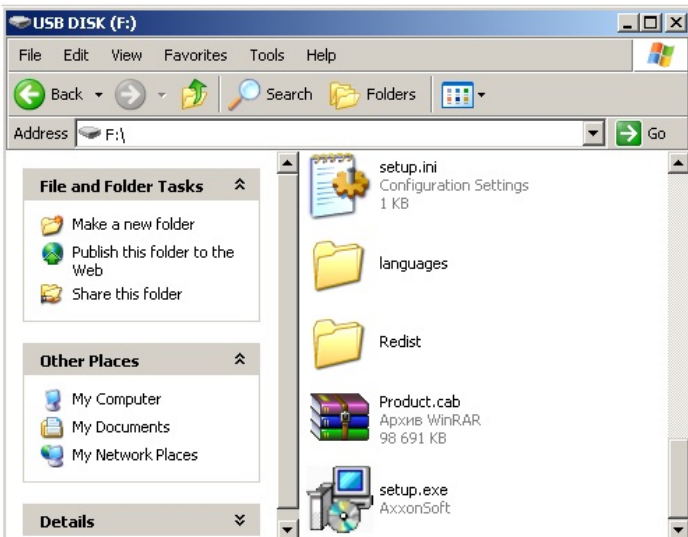 USB DISK (F:)
File Edit View Favorites Tools Help
Back Search Folders
Address F:\ Go
File and Folder Tasks
Make a new folder
Publish this folder to the
Web
Share this folder
Other Places
My Computer
My Documents
My Network Places
Details
setup.ini
Configuration Settings
1 KB
languages
Redist
Product.cab
Архив WinRAR
98 691 KB
setup.exe
AxxonSoft